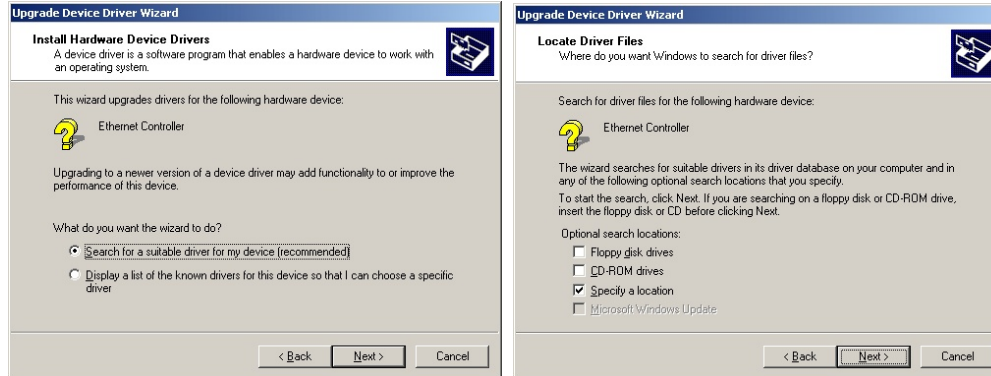 Upgrade Device Driver Wizard
Install Hardware Device Drivers
A device driver is a software program that enables a hardware device to work with
an operating system.
This wizard upgrades drivers for the following hardware device:
Ethernet Controller
Upgrading to a newer version of a device driver may add functionality to or improve the
performance of this device.
What do you want the wizard to do?
Search for a suitable driver for my device (recommended)
Display a list of the known drivers for this device so that I can choose a specific
driver
< Back
Next >
Cancel
Upgrade Device Driver Wizard
Locate Driver Files
Where do you want Windows to search for driver files?
Search for driver files for the following hardware device:
Ethernet Controller
The wizard searches for suitable drivers in its driver database on your computer and in
any of the following optional search locations that you specify.
To start the search, click Next. If you are searching on a floppy disk or CD-ROM drive,
insert the floppy disk or CD before clicking Next.
Optional search locations:
Floppy disk drives
CD-ROM drives
Specify a location
Microsoft Windows Update
< Back
Next >
Cancel